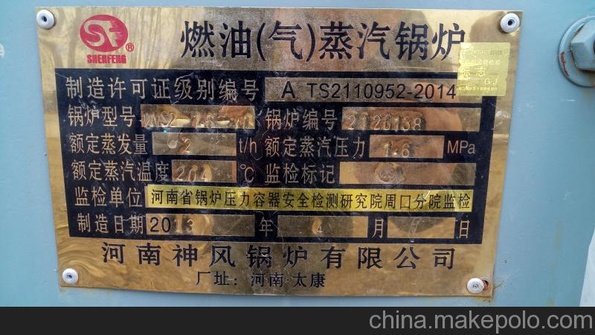 SHENFENG
燃油(气)蒸汽锅炉
制造许可证级别编号 A TS2110952-2014
锅炉型号 锅炉编号
额定蒸发量 2 t/h 额定蒸汽压力 1.6 MPa
额定蒸汽温度 204 ℃ 监检标记
监检单位 河南省锅炉压力容器安全检测研究院周口分院监检
制造日期 2013 年 4 月 日
河南神风锅炉有限公司
厂址: 河南 太康
china.makepolo.com